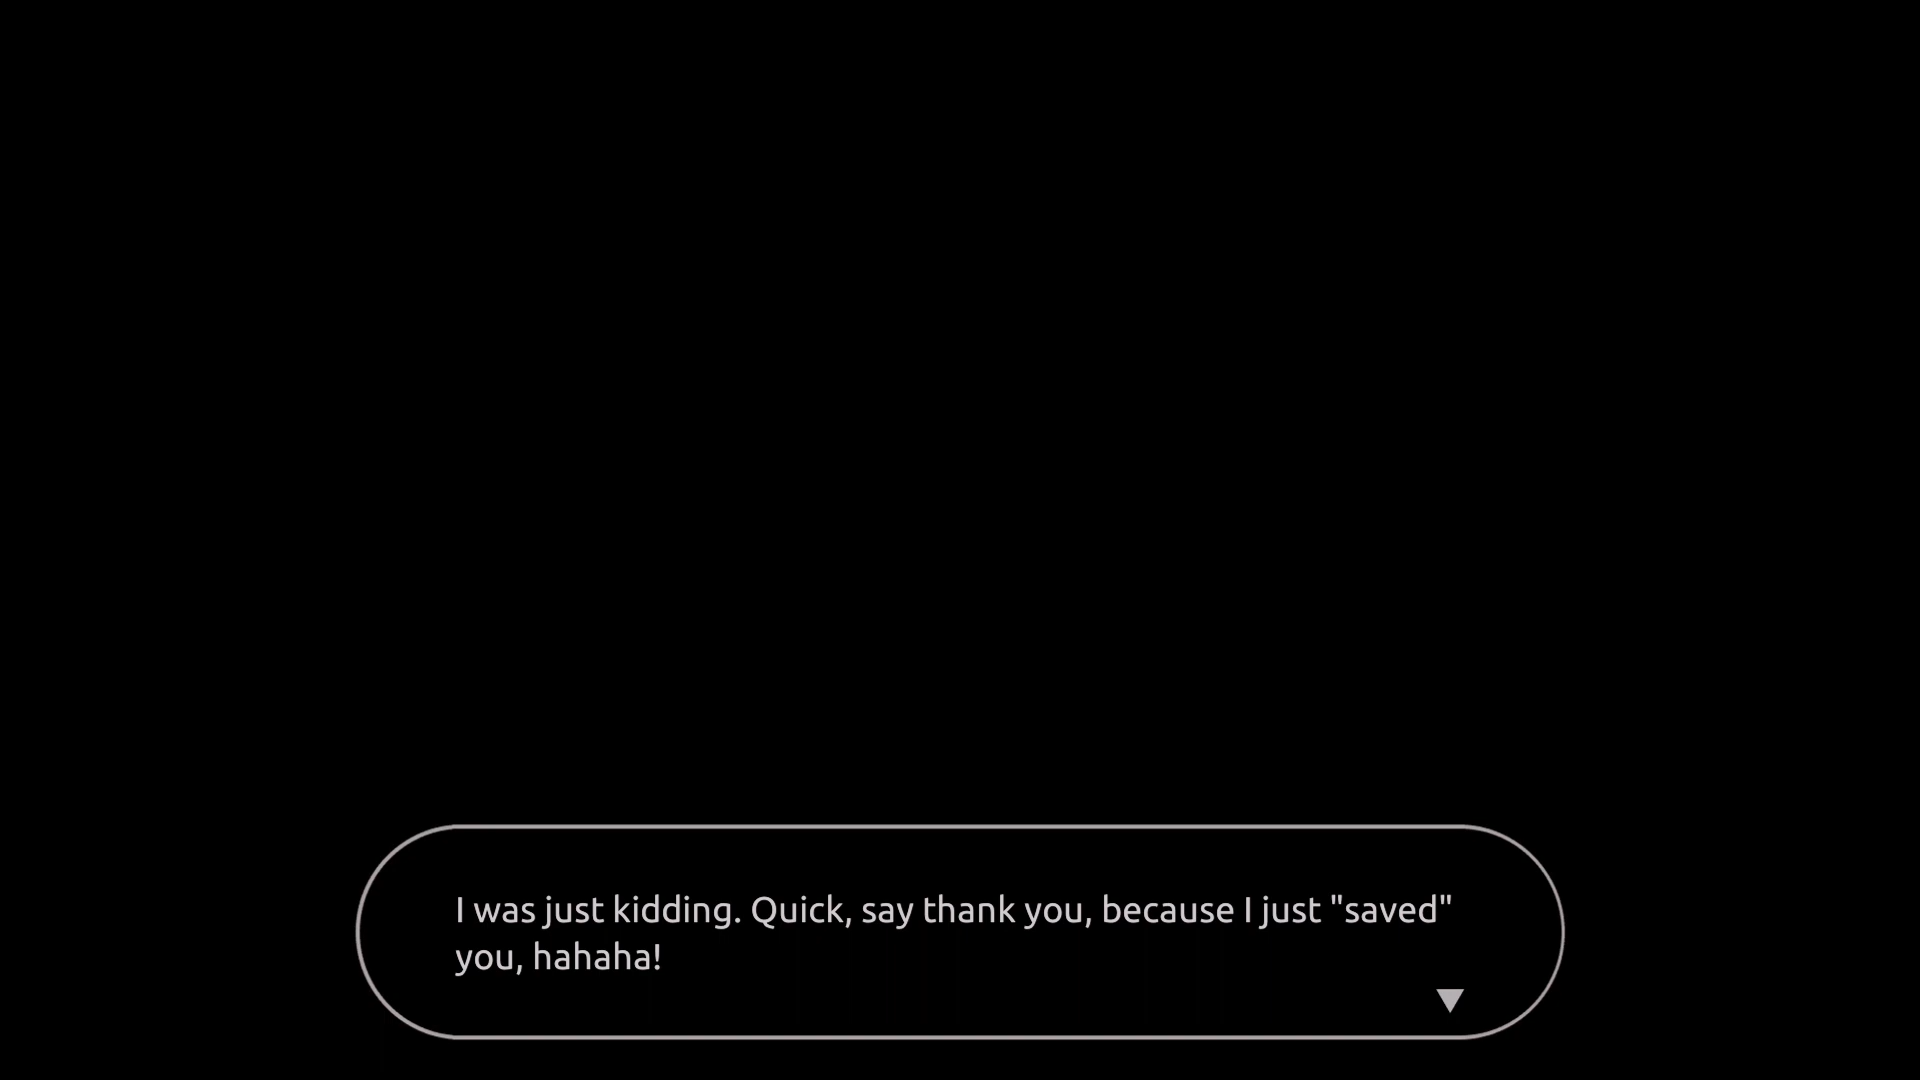 I was just kidding. Quick, say thank you, because I just "saved"
you, hahaha!